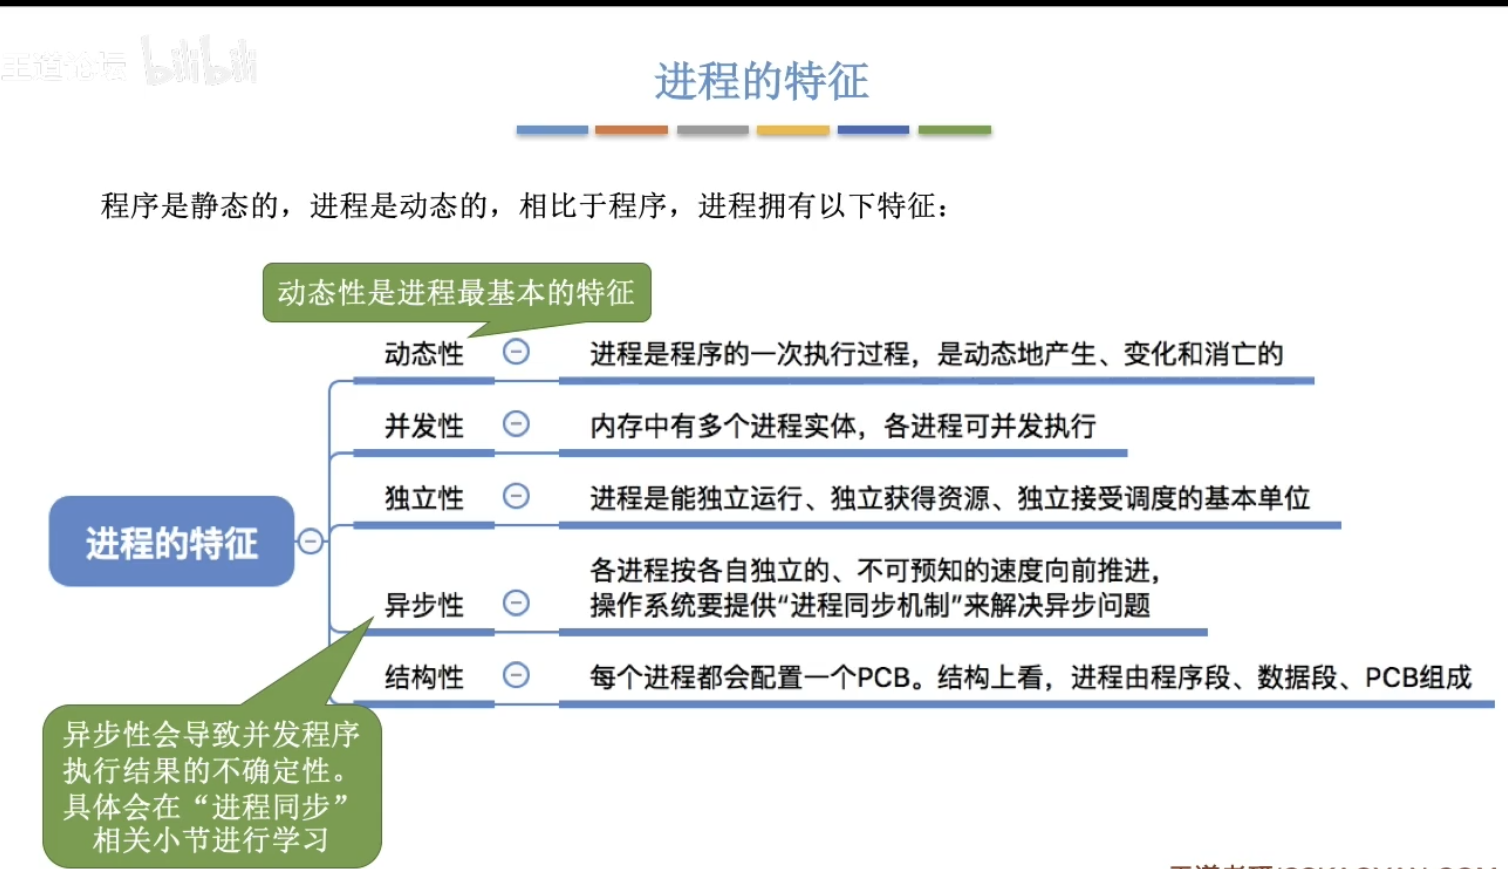 王道论坛 bilibili
进程的特征
程序是静态的，进程是动态的，相比于程序，进程拥有以下特征：
动态性是进程最基本的特征
动态性 进程是程序的一次执行过程，是动态地产生、变化和消亡的
并发性 内存中有多个进程实体，各进程可并发执行
独立性 进程是能独立运行、独立获得资源、独立接受调度的基本单位
进程的特征
各进程按各自独立的、不可预知的速度向前推进，
异步性 操作系统要提供“进程同步机制”来解决异步问题
结构性 每个进程都会配置一个PCB。结构上看，进程由程序段、数据段、PCB组成
异步性会导致并发程序
执行结果的不确定性。
具体会在“进程同步”
相关小节进行学习